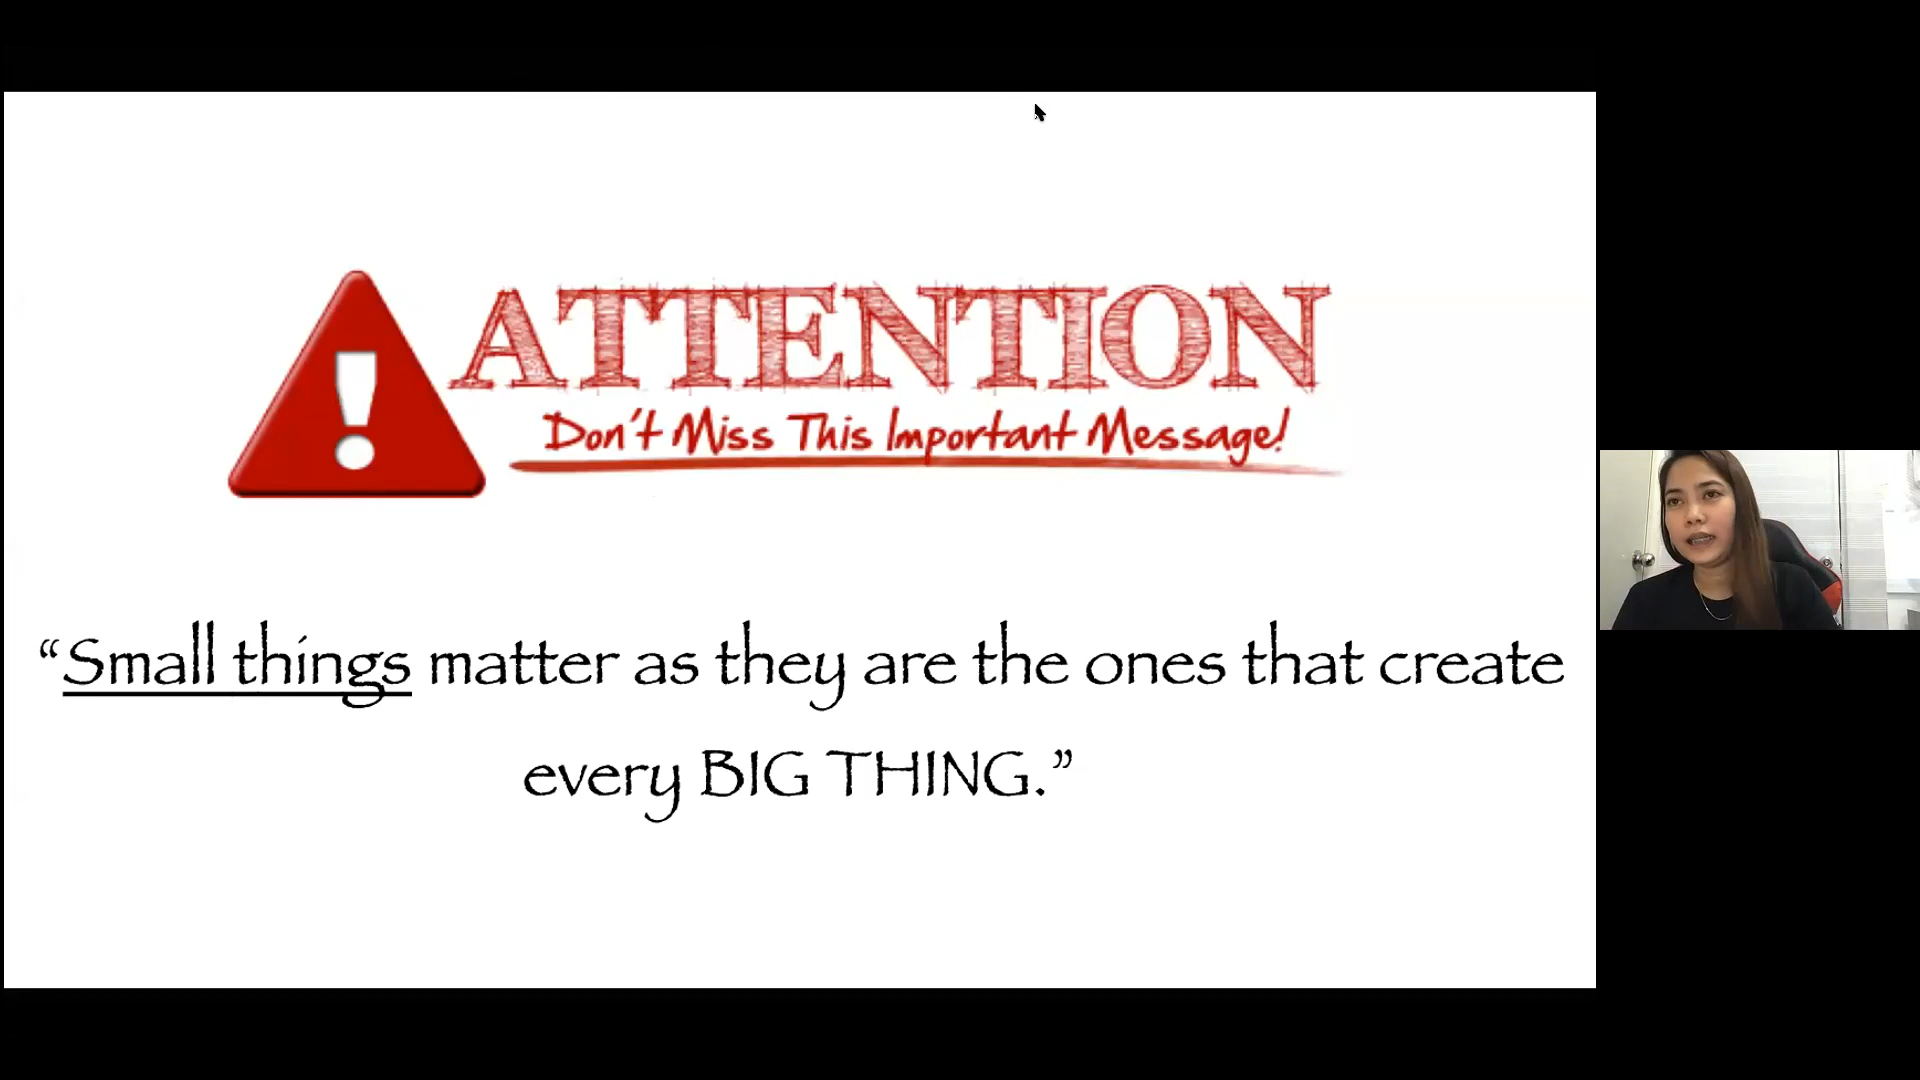 ATTENTION
Don't Miss This Important Message!
“Small things matter as they are the ones that create
every BIG THING.”